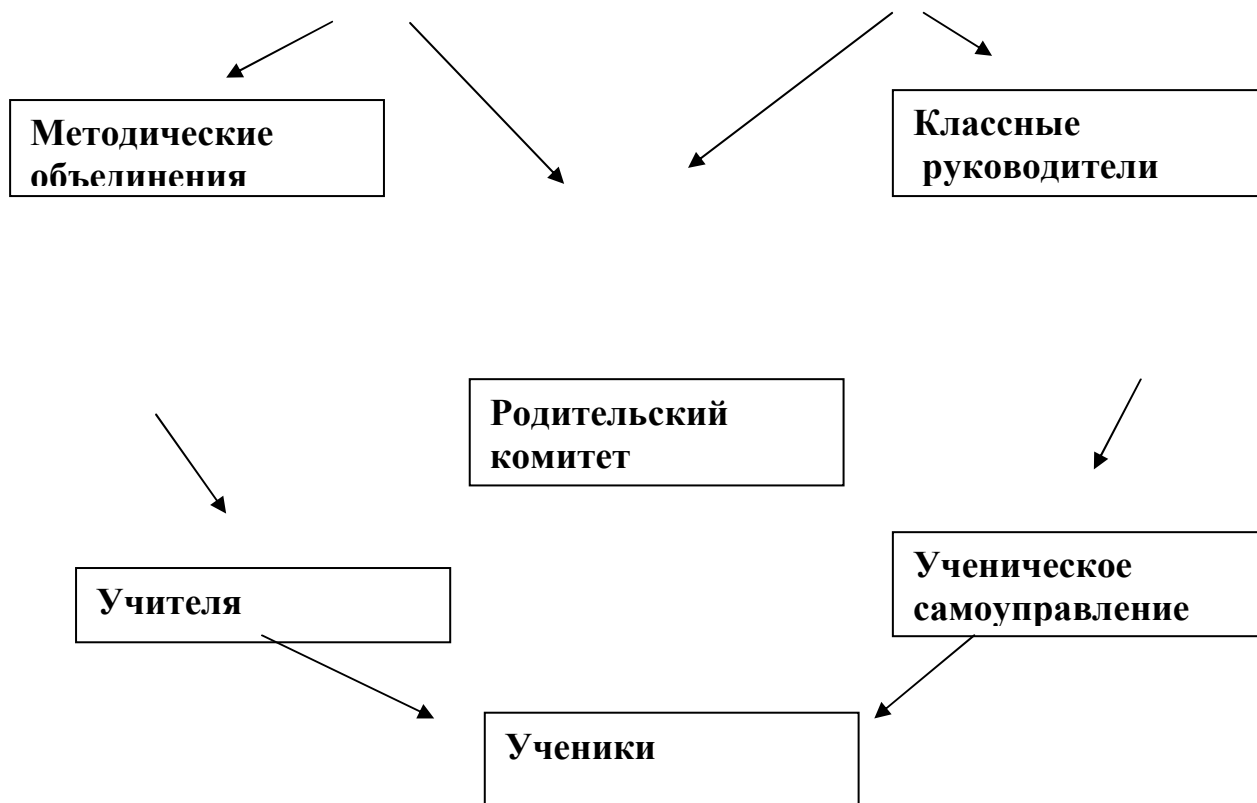 Методические
объединения
Классные
руководители
Родительский
комитет
Учителя
Ученическое
самоуправление
Ученики